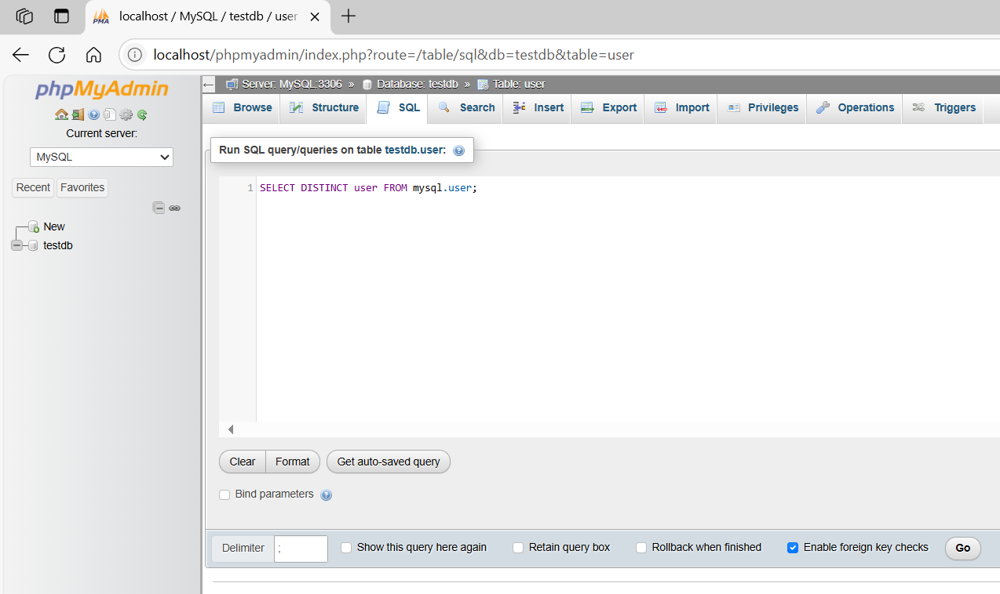 localhost / MySQL / testdb / user
localhost/phpmyadmin/index.php?route=/table/sql&db=testdb&table=user
phpMyAdmin
Current server:
MySQL
Recent Favorites
New
testdb
Server: MySQL:3306 » Database: testdb » Table: user
Browse Structure SQL Search Insert Export Import Privileges Operations Triggers
Run SQL query/queries on table testdb.user:
1 SELECT DISTINCT user FROM mysql.user;
Clear Format Get auto-saved query
Bind parameters
Delimiter ; Show this query here again Retain query box Rollback when finished Enable foreign key checks Go